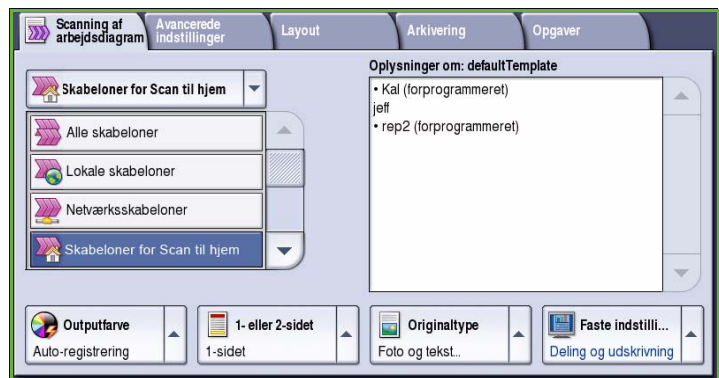 Scanning af
arbejdsdiagram
Avancerede
indstillinger
Layout
Arkivering
Opgaver
Skabeloner for Scan til hjem
Alle skabeloner
Lokale skabeloner
Netværksskabeloner
Skabeloner for Scan til hjem
Oplysninger om: defaultTemplate
• Kal (forprogrammeret)
jeff
• rep2 (forprogrammeret)
Outputfarve
Auto-registrering
1- eller 2-sidet
1-sidet
Originaltype
Foto og tekst...
Faste indstilli...
Deling og udskrivning